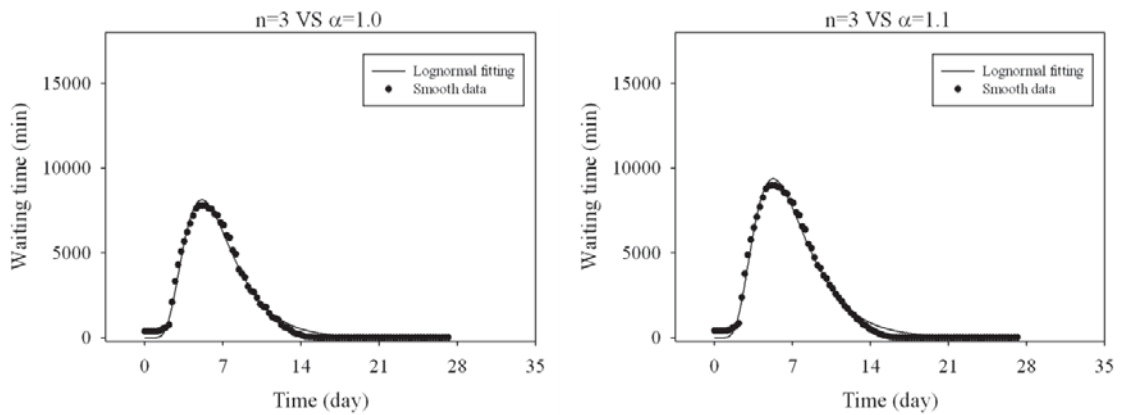 n=3 VS α=1.0
Waiting time (min)
15000
10000
5000
0
Lognormal fitting
Smooth data
0 7 14 21 28 35
Time (day)
n=3 VS α=1.1
Waiting time (min)
15000
10000
5000
0
Lognormal fitting
Smooth data
0 7 14 21 28 35
Time (day)